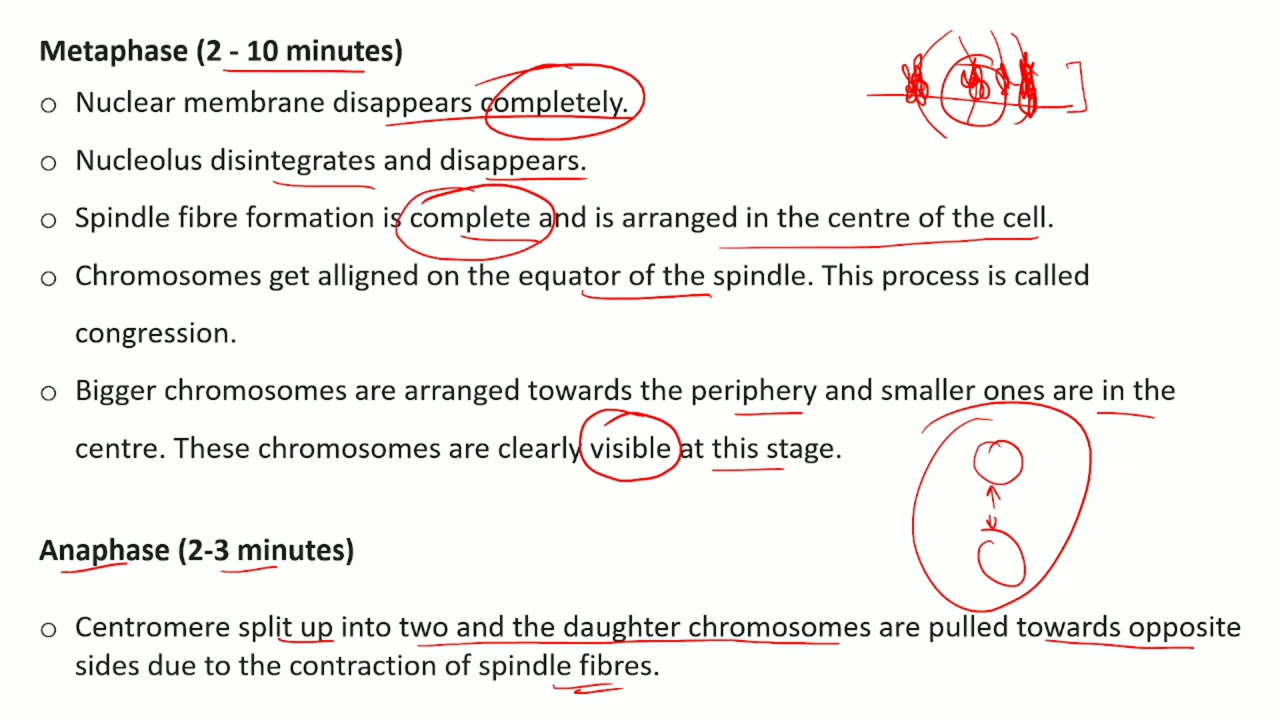 Metaphase (2 - 10 minutes)
○ Nuclear membrane disappears completely.
○ Nucleolus disintegrates and disappears.
○ Spindle fibre formation is complete and is arranged in the centre of the cell.
○ Chromosomes get alligned on the equator of the spindle. This process is called
congression.
○ Bigger chromosomes are arranged towards the periphery and smaller ones are in the
centre. These chromosomes are clearly visible at this stage.
Anaphase (2-3 minutes)
○ Centromere split up into two and the daughter chromosomes are pulled towards opposite
sides due to the contraction of spindle fibres.